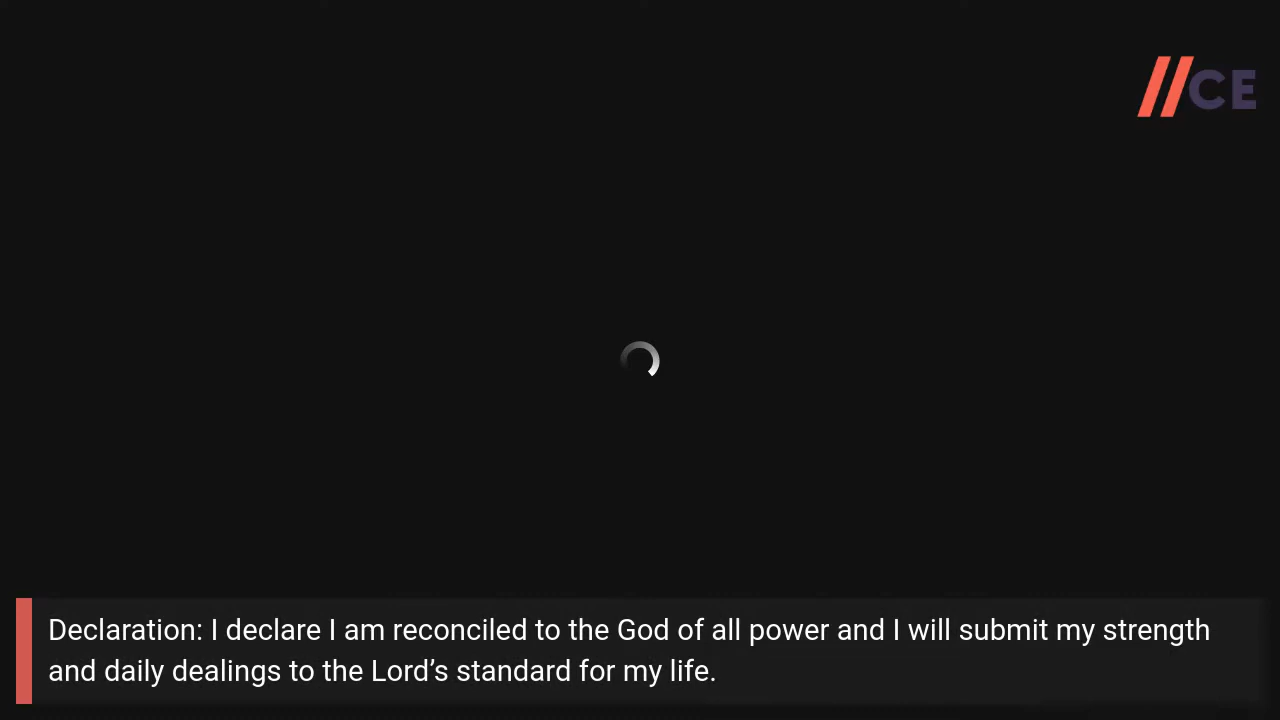 //CE
Declaration: I declare I am reconciled to the God of all power and I will submit my strength
and daily dealings to the Lord’s standard for my life.